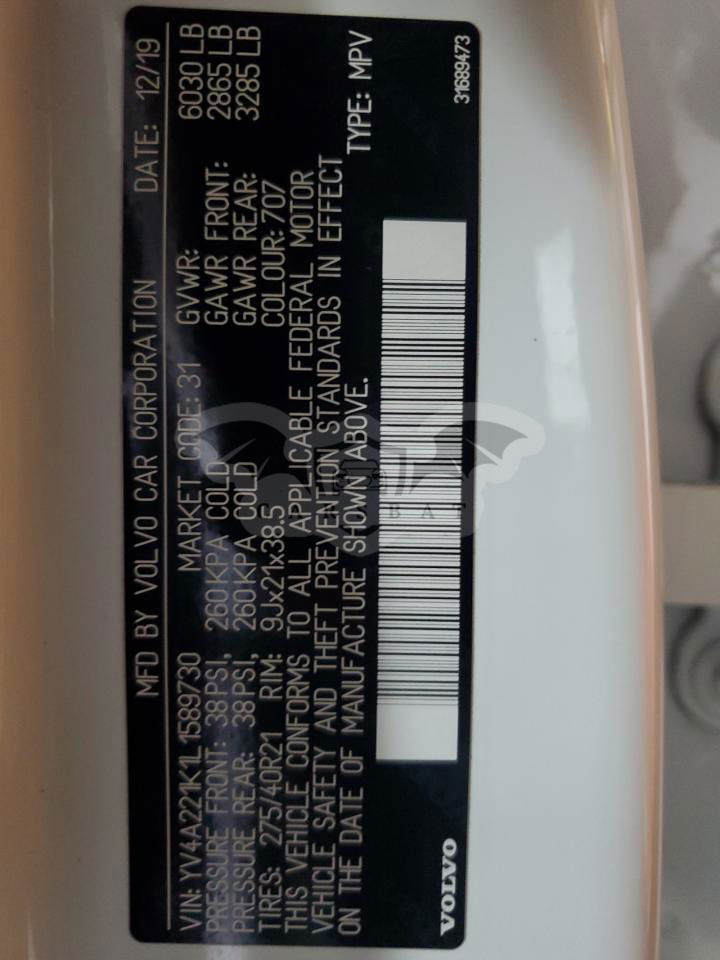 MFD BY VOLVO CAR CORPORATION DATE: 12/19
VIN: YV4A221K1L1589730 MARKET CODE: 31 GVWR: 6030 LB
PRESSURE FRONT: 38PSI, 260KPA COLD GAWR FRONT: 2865 LB
PRESSURE REAR: 38PSI, 260KPA COLD GAWR REAR: 3285 LB
TIRES: 275/40R21 RIM: 9Jx21x38.5 COLOUR: 707
THIS VEHICLE CONFORMS TO ALL APPLICABLE FEDERAL MOTOR
VEHICLE SAFETY AND THEFT PREVENTION STANDARDS IN EFFECT
ON THE DATE OF MANUFACTURE SHOWN ABOVE. TYPE: MPV
VOLVO
31689473